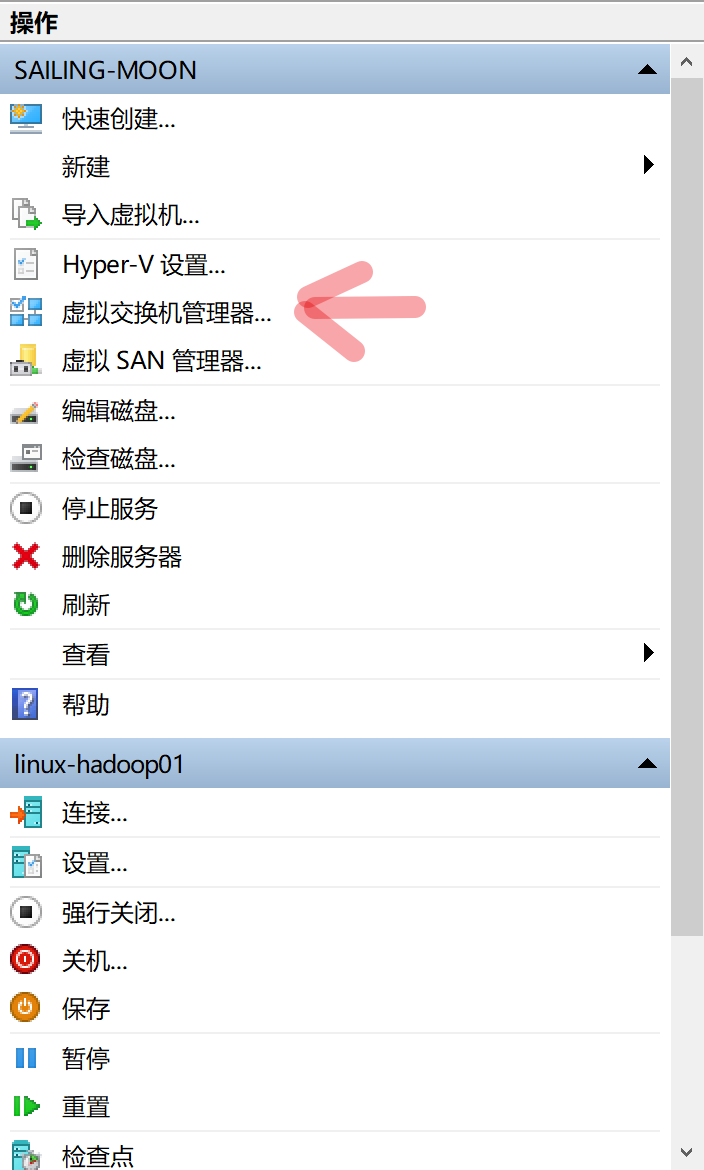 操作
SAILING-MOON
快速创建...
新建
导入虚拟机...
Hyper-V 设置...
虚拟交换机管理器...
虚拟 SAN 管理器...
编辑磁盘...
检查磁盘...
停止服务
删除服务器
刷新
查看
帮助
linux-hadoop01
连接...
设置...
强行关闭...
关机...
保存
暂停
重置
检查点